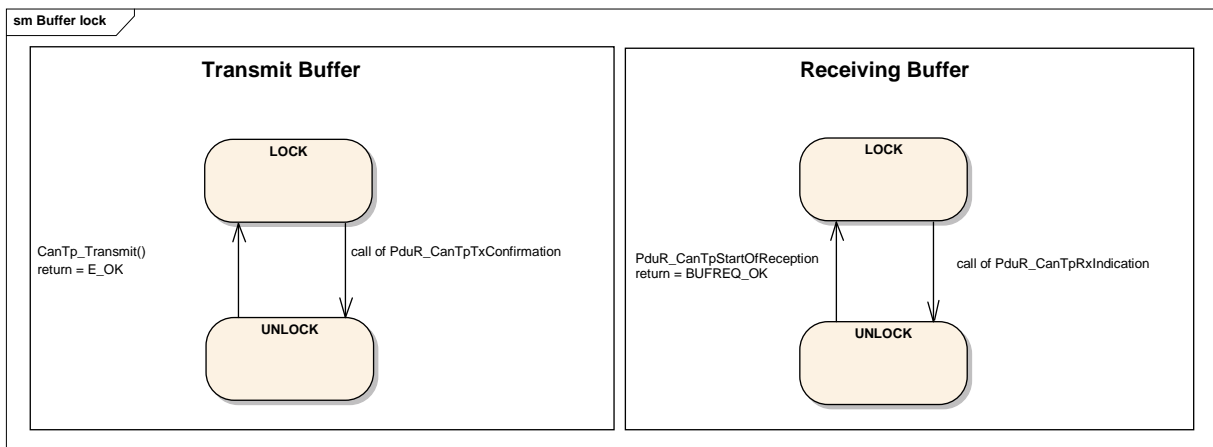 sm Buffer lock
Transmit Buffer
LOCK
CanTp_Transmit()
return = E_OK
call of PduR_CanTpTxConfirmation
UNLOCK
Receiving Buffer
LOCK
PduR_CanTpStartOfReception
return = BUFREQ_OK
call of PduR_CanTpRxIndication
UNLOCK